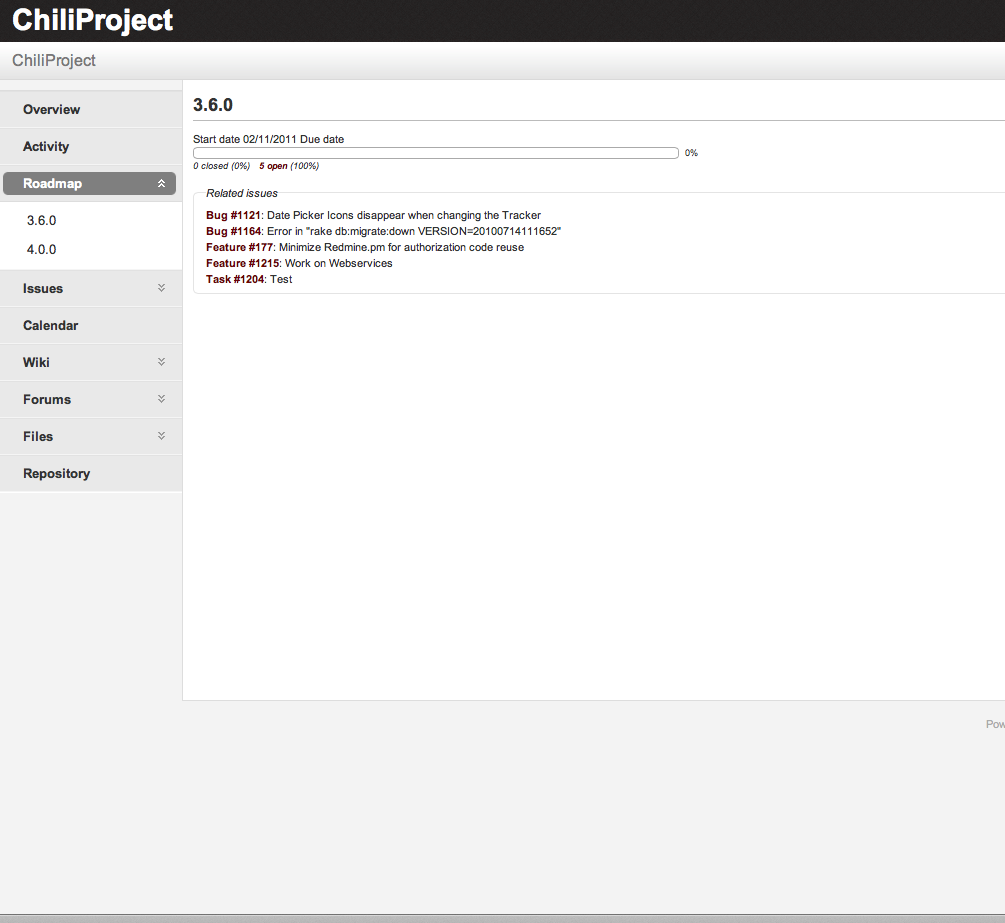 ChiliProject
ChiliProject
Overview
Activity
Roadmap
3.6.0
4.0.0
Issues
Calendar
Wiki
Forums
Files
Repository
3.6.0
Start date 02/11/2011 Due date
0%
0 closed (0%) 5 open (100%)
Related issues
Bug #1121: Date Picker Icons disappear when changing the Tracker
Bug #1164: Error in "rake db:migrate:down VERSION=20100714111652"
Feature #177: Minimize Redmine.pm for authorization code reuse
Feature #1215: Work on Webservices
Task #1204: Test
Pow